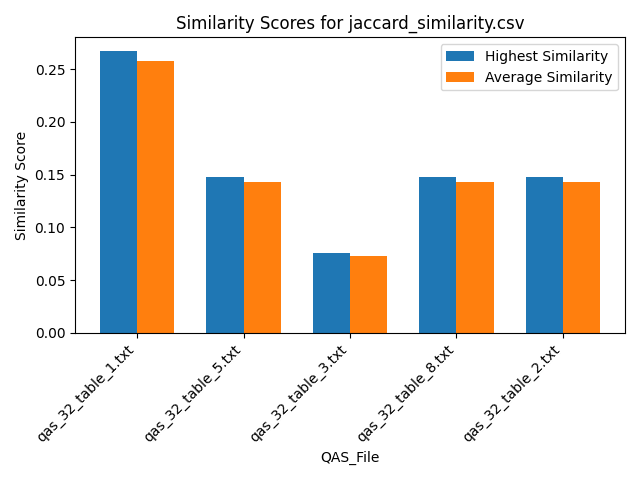 Similarity Scores for jaccard_similarity.csv
Highest Similarity
Average Similarity
Similarity Score
0.25
0.20
0.15
0.10
0.05
0.00
qas_32_table_1.txt
qas_32_table_5.txt
qas_32_table_3.txt
qas_32_table_8.txt
qas_32_table_2.txt
QAS_File